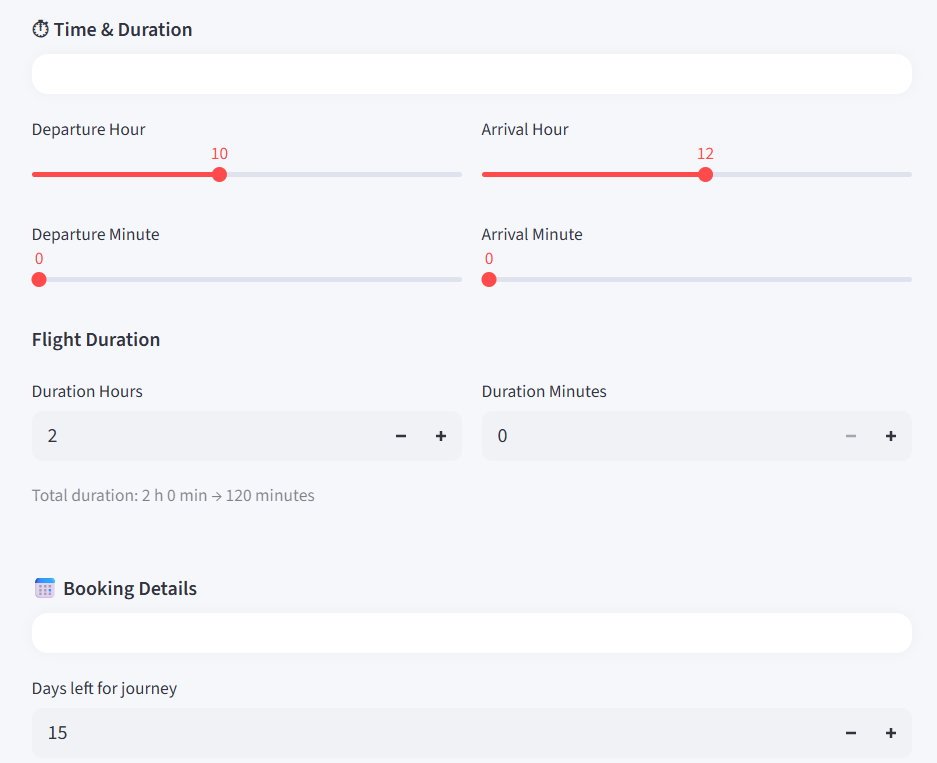 ⏱ Time & Duration
Departure Hour
Arrival Hour
10
12
Departure Minute
Arrival Minute
0
0
Flight Duration
Duration Hours
Duration Minutes
2 − +
0 − +
Total duration: 2 h 0 min → 120 minutes
Booking Details
Days left for journey
15 − +